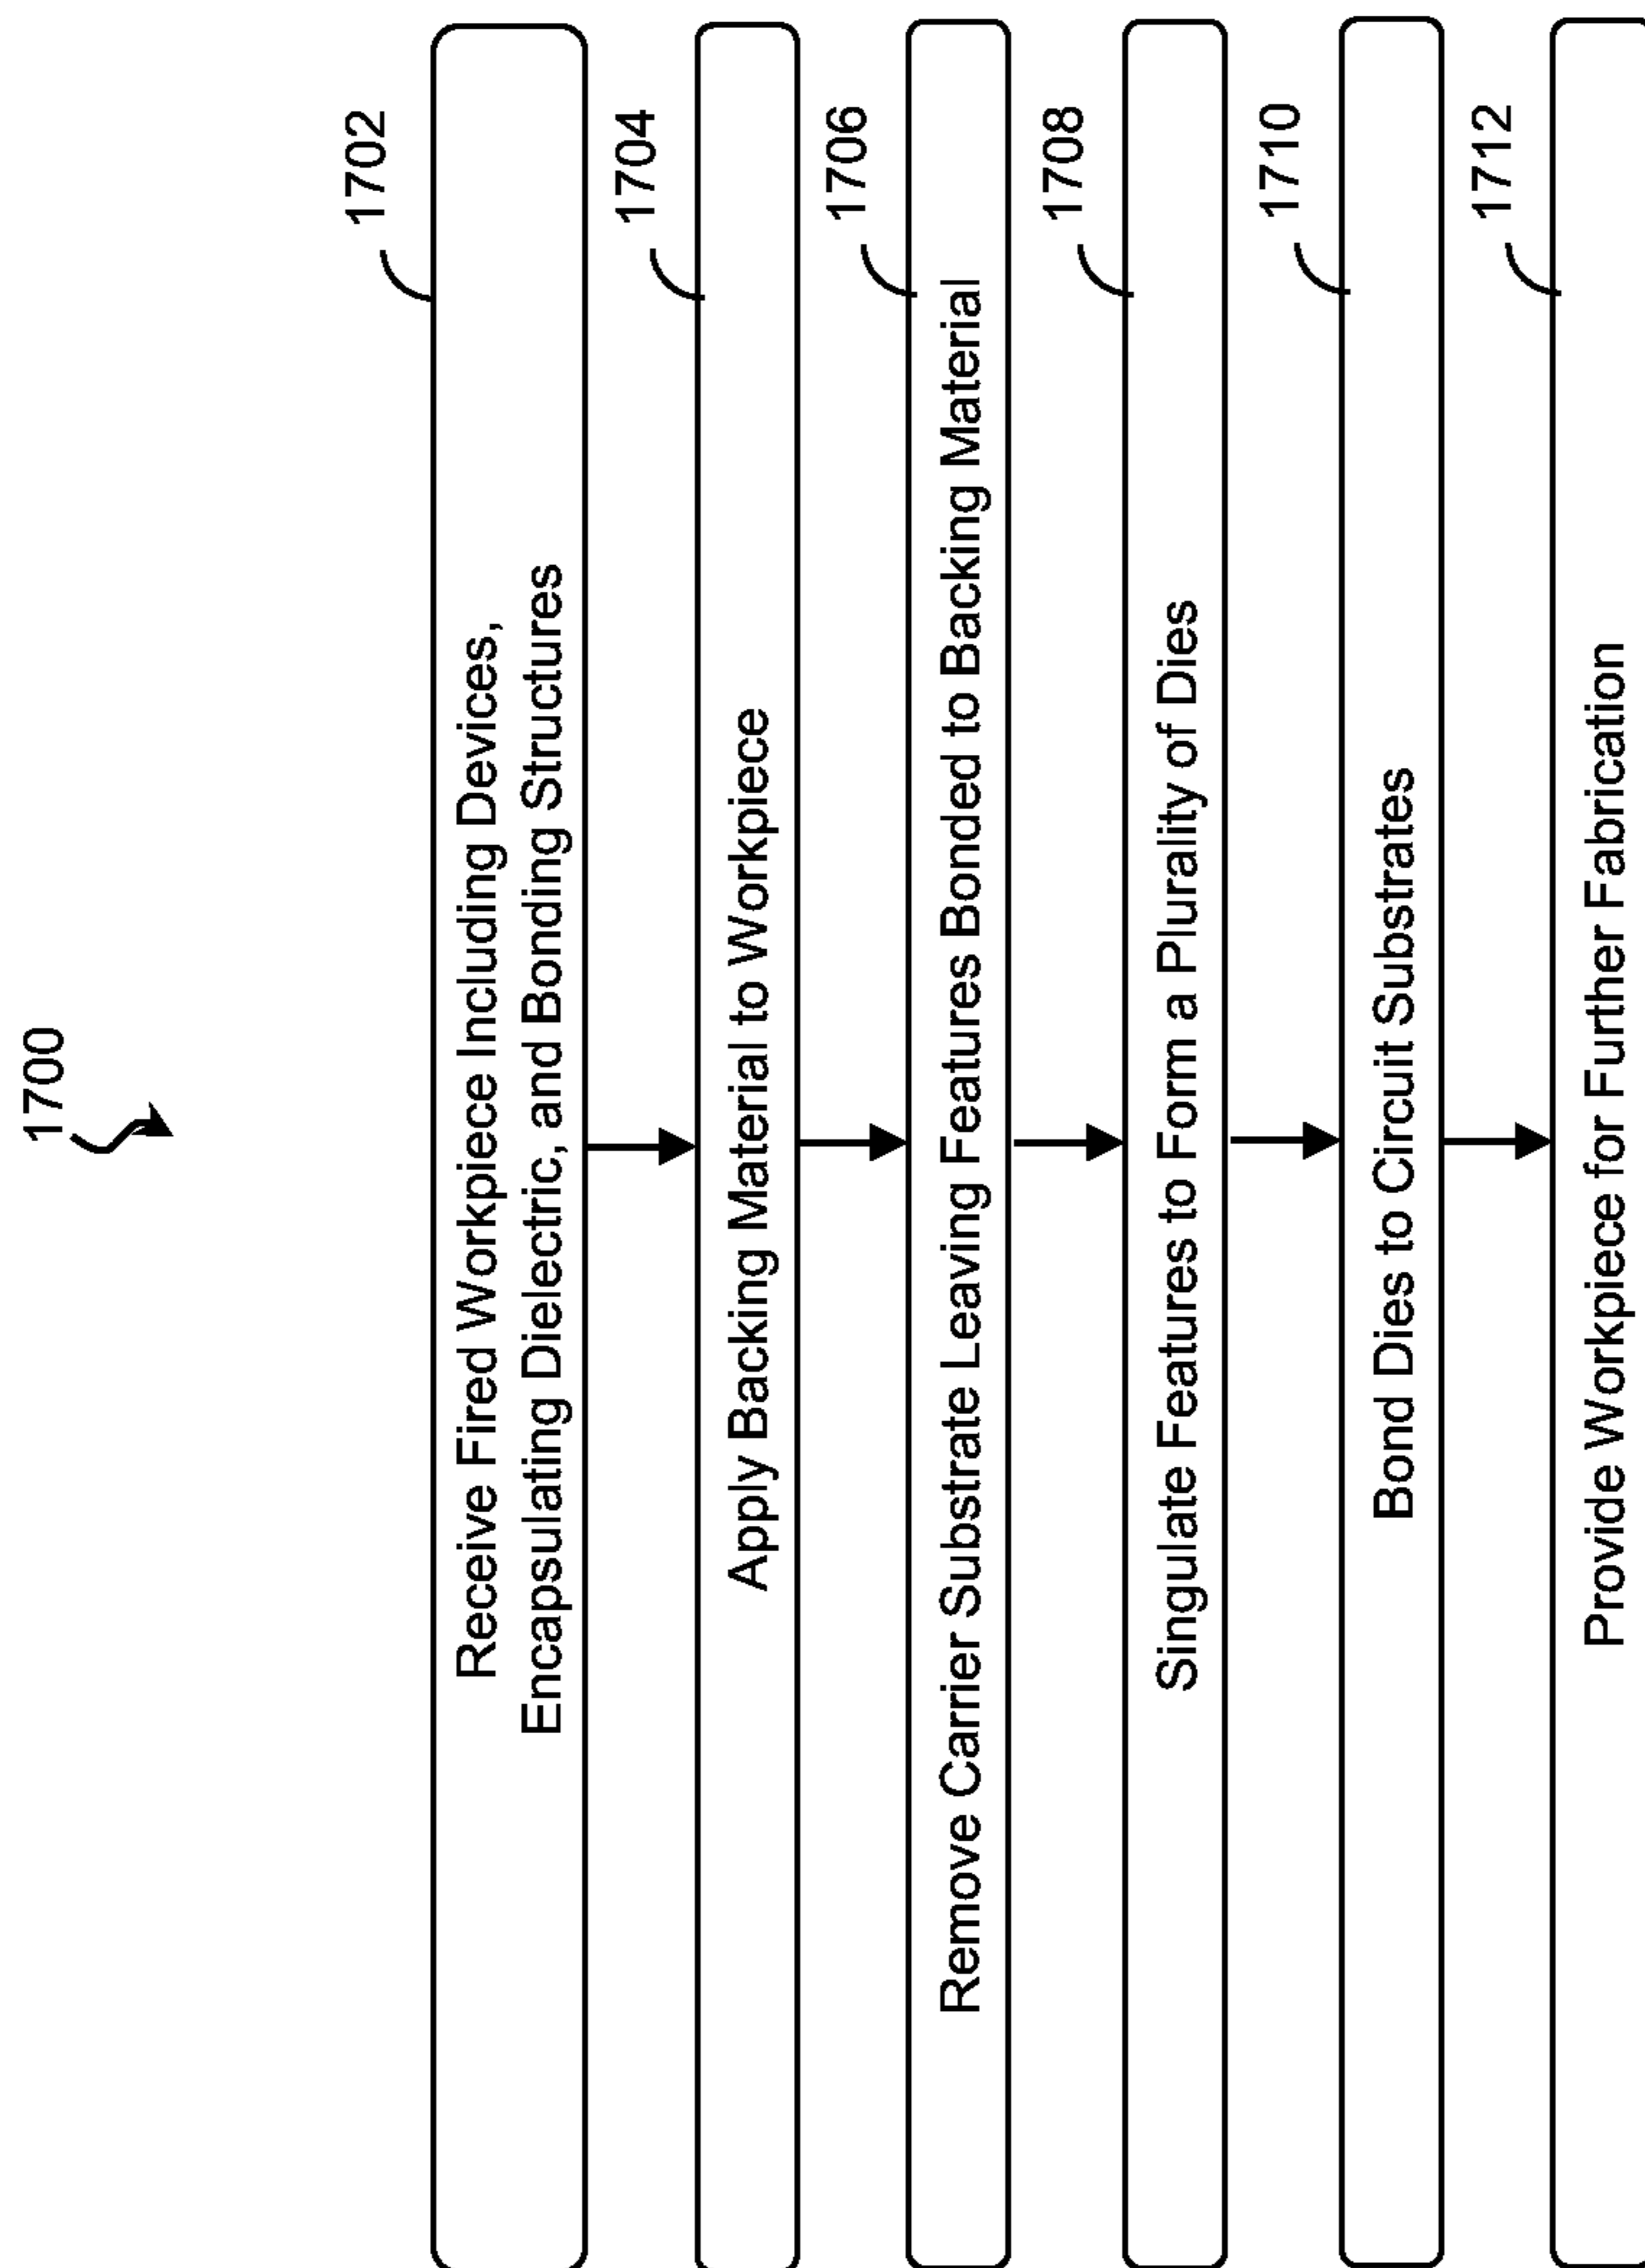 1700
1702
Receive Fired Workpiece Including Devices,
Encapsulating Dielectric, and Bonding Structures
1704
Apply Backing Material to Workpiece
1706
Remove Carrier Substrate Leaving Features Bonded to Backing Material
1708
Singulate Features to Form a Plurality of Dies
1710
Bond Dies to Circuit Substrates
1712
Provide Workpiece for Further Fabrication